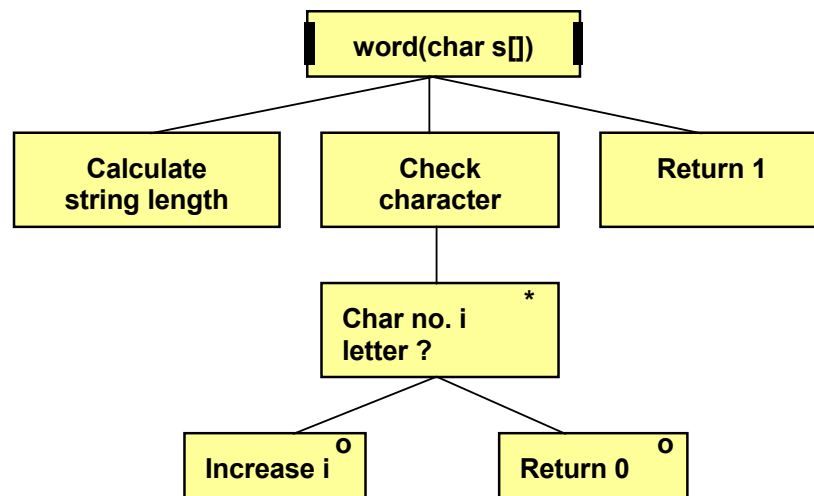 word(char s[])
Calculate
string length
Check
character
Return 1
*
Char no. i
letter ?
o
Increase i
o
Return 0